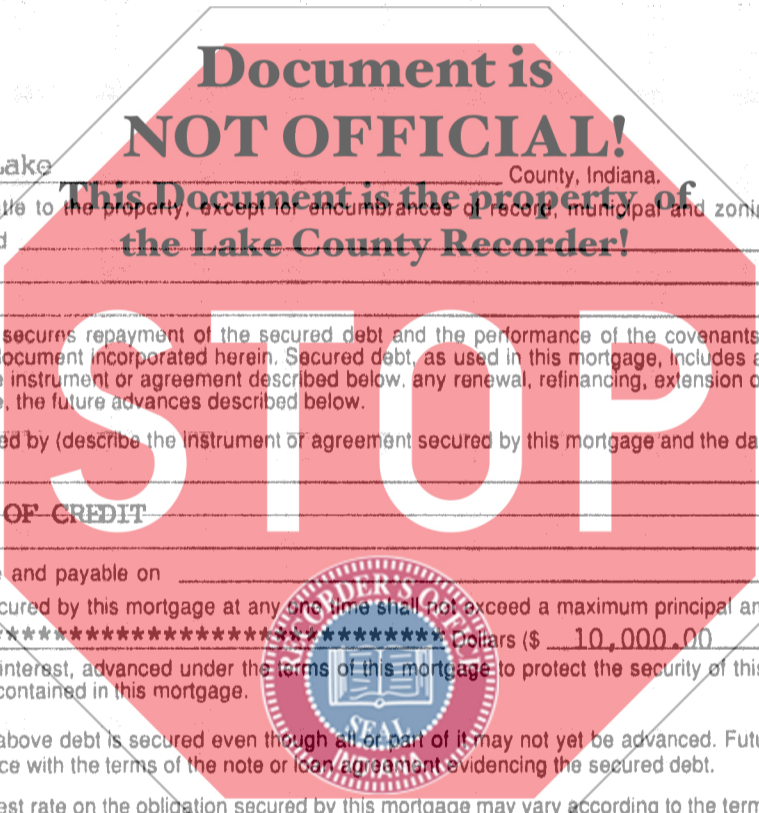 Document is
NOT OFFICIAL!
Lake County, Indiana,
This Document is the property of
to the property, except for encumbrances of record, municipal and zoni
the Lake County Recorder!
securns repayment of the secured debt and the performance of the covenants
document incorporated herein. Secured debt, as used in this mortgage, includes a
instrument or agreement described below, any renewal, refinancing, extension o
, the future advances described below.
ed by (describe the instrument or agreement secured by this mortgage and the da
STOP
OF CREDIT
and payable on
cured by this mortgage at any one time shall not exceed a maximum principal am
******************************** Dollars ($ 10,000.00
interest, advanced under the terms of this mortgage to protect the security of this
contained in this mortgage.
RECORDER'S OFFICE
SEAL
INDIANA
above debt is secured even though all or part of it may not yet be advanced. Futu
ce with the terms of the note or loan agreement evidencing the secured debt.
est rate on the obligation secured by this mortgage may vary according to the term